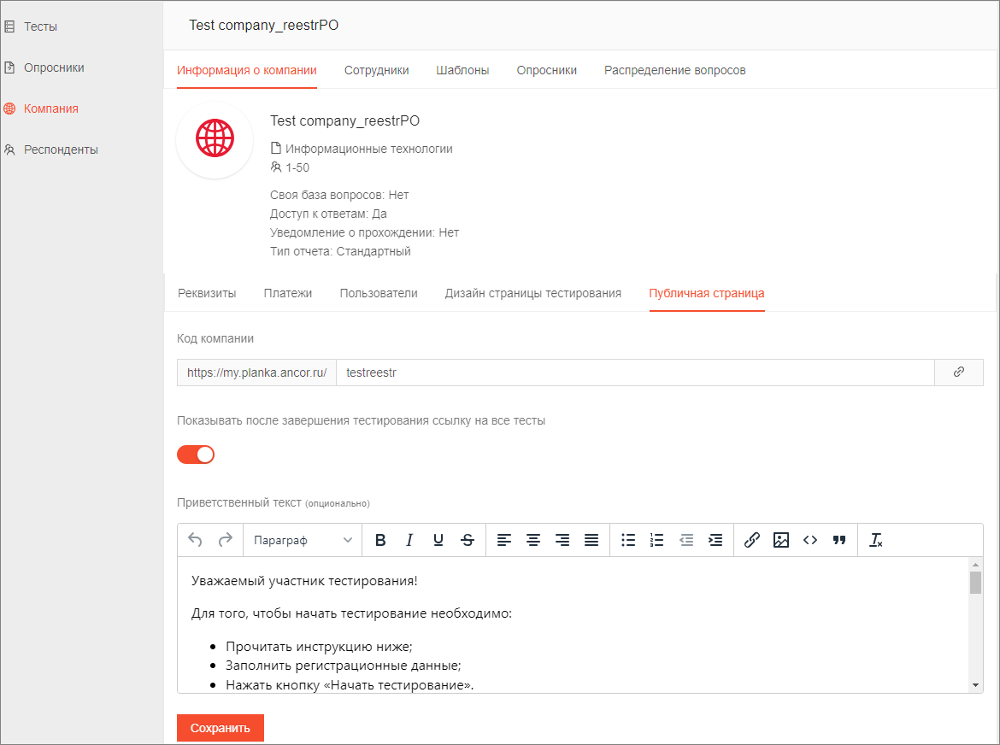 Тесты
Опросники
Компания
Респонденты
Test company_reestrPO
Информация о компании Сотрудники Шаблоны Опросники Распределение вопросов
Test company_reestrPO
Информационные технологии
1-50
Своя база вопросов: Нет
Доступ к ответам: Да
Уведомление о прохождении: Нет
Тип отчета: Стандартный
Реквизиты Платежи Пользователи Дизайн страницы тестирования Публичная страница
Код компании
https://my.planka.ancor.ru/ testreestr
Показывать после завершения тестирования ссылку на все тесты
Приветственный текст (опционально)
Параграф B I U S
Уважаемый участник тестирования!
Для того, чтобы начать тестирование необходимо:
• Прочитать инструкцию ниже;
• Заполнить регистрационные данные;
• Нажать кнопку «Начать тестирование».
Сохранить